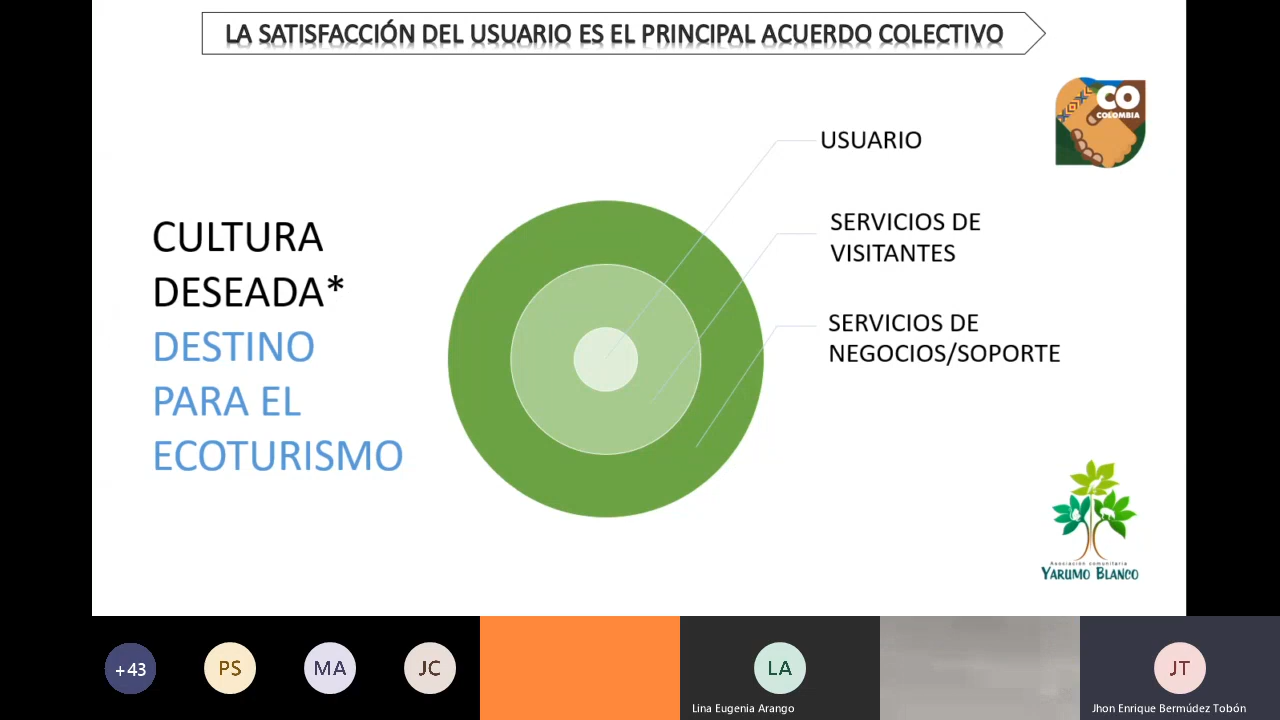 LA SATISFACCIÓN DEL USUARIO ES EL PRINCIPAL ACUERDO COLECTIVO
CO
COLOMBIA
USUARIO
SERVICIOS DE
VISITANTES
SERVICIOS DE
NEGOCIOS/SOPORTE
CULTURA
DESEADA*
DESTINO
PARA EL
ECOTURISMO
Asociación comunitaria
YARUMO BLANCO
+43
PS
MA
JC
LA
Lina Eugenia Arango
JT
Jhon Enrique Bermúdez Tobón